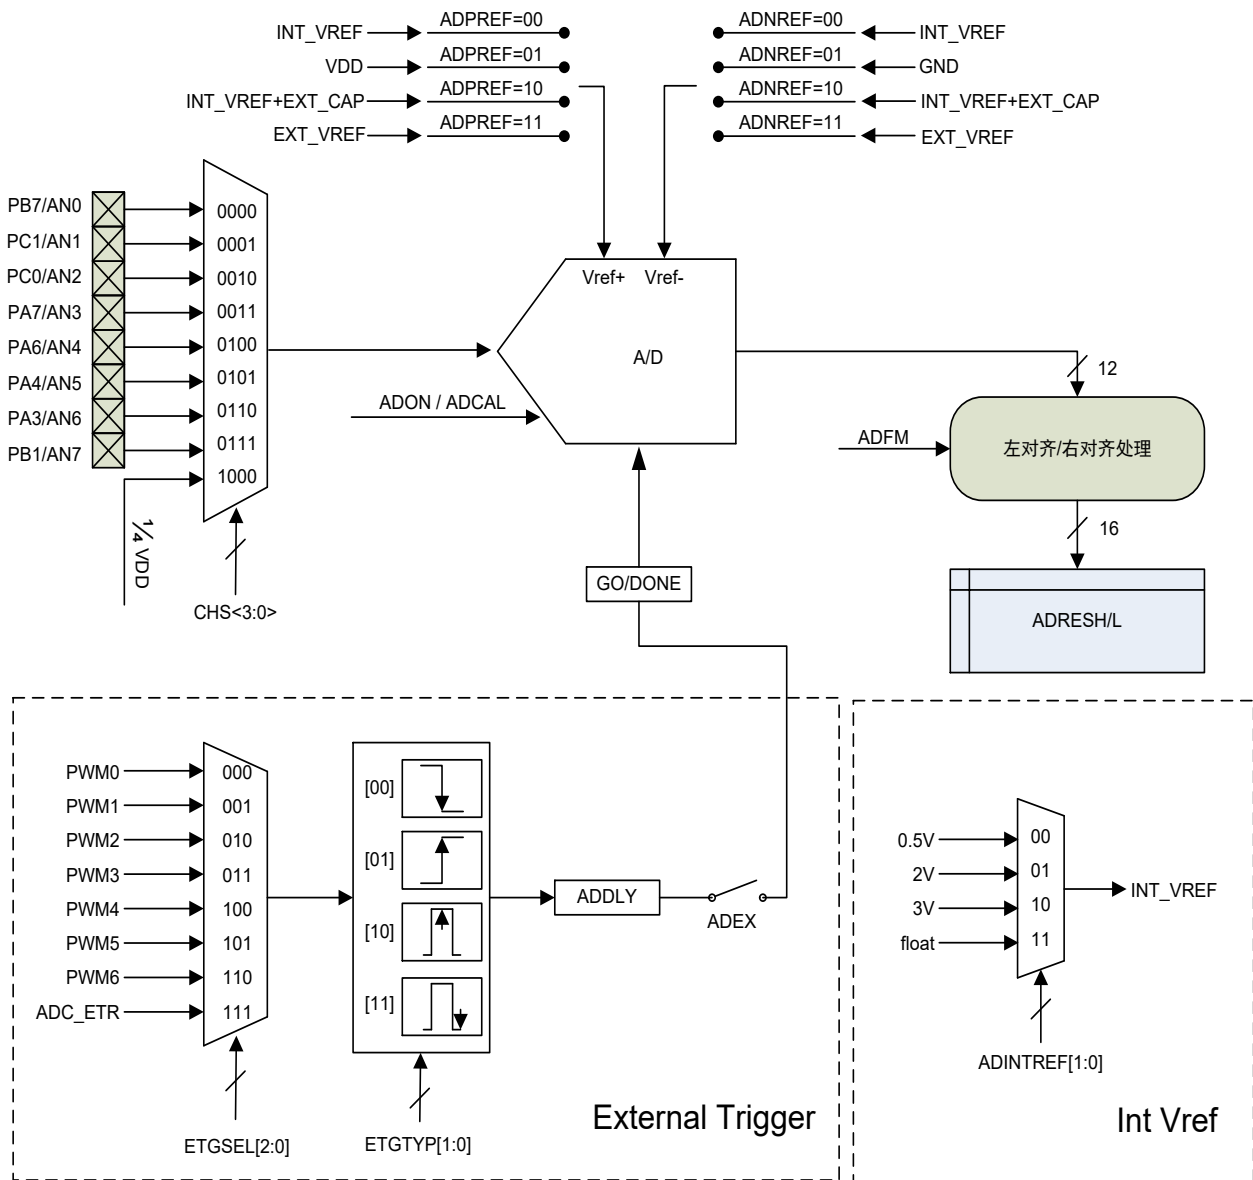 INT_VREF
ADPREF=00
ADNREF=00
INT_VREF
VDD
ADPREF=01
ADNREF=01
GND
INT_VREF+EXT_CAP
ADPREF=10
ADNREF=10
INT_VREF+EXT_CAP
EXT_VREF
ADPREF=11
ADNREF=11
EXT_VREF
PB7/AN0
0000
PC1/AN1
0001
PC0/AN2
0010
PA7/AN3
0011
PA6/AN4
0100
PA4/AN5
0101
PA3/AN6
0110
PB1/AN7
0111
1000
¼ VDD
CHS<3:0>
Vref+
Vref-
A/D
ADON / ADCAL
12
ADFM
左对齐/右对齐处理
16
ADRESH/L
GO/DONE
PWM0
000
PWM1
001
PWM2
010
PWM3
011
PWM4
100
PWM5
101
PWM6
110
ADC_ETR
111
ETGSEL[2:0]
[00]
[01]
[10]
[11]
ETGTYP[1:0]
ADDLY
ADEX
External Trigger
0.5V
00
2V
01
3V
10
float
11
INT_VREF
ADINTREF[1:0]
Int Vref